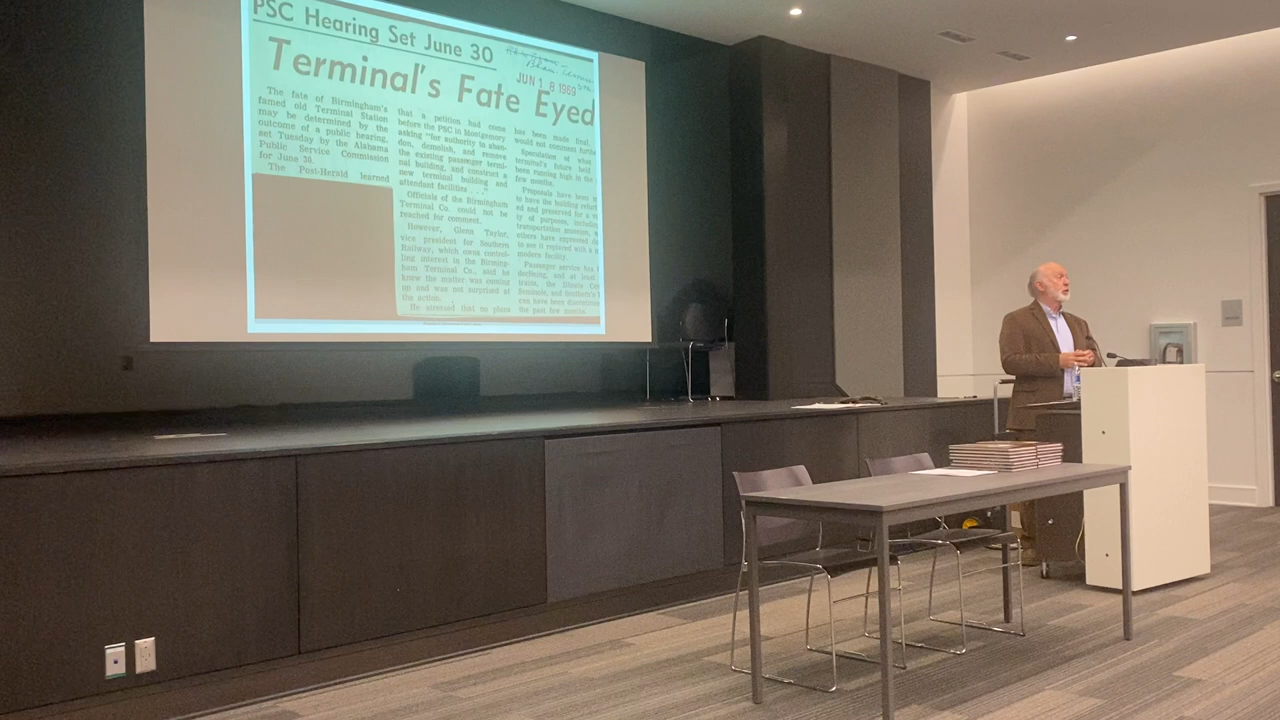 PSC Hearing Set June 30
JUN 18 1969
Terminal's Fate Eyed
The fate of Birmingham's
famed old Terminal Station
may be determined by the
outcome of a public hearing,
set Tuesday by the Alabama
Public Service Commission
for June 30.
The Post-Herald learned
that a petition had come
before the PSC in Montgomery
asking "for authority to aban-
don, demolish, and remove
the existing passenger termi-
nal building, and construct a
new terminal building and
attendant facilities . . ."
Officials of the Birmingham
Terminal Co. could not be
reached for comment.
However, Glenn Taylor,
vice president for Southern
Railway, which owns control-
ling interest in the Birming-
ham Terminal Co., said he
knew the matter was coming
up and was not surprised at
the action.
He stressed that no plans
has been made final.
would not comment furthe
Speculation of what
terminal's future held
been running high in the
few months.
Proposals have been
to have the building
ed and preserved for a
ty of purposes, including
transportation museum,
others have expressed
to see it replaced with a
modern facility.
Passenger service has
declining, and at least
trains, the Illinois
Seminole, and Southern's
have been
the past few months.